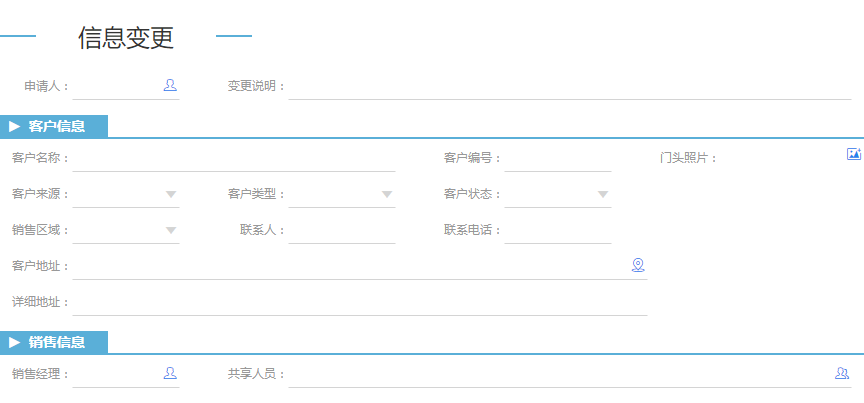 信息变更
申请人： 变更说明：
客户信息
客户名称： 客户编号： 门头照片：
客户来源： 客户类型： 客户状态：
销售区域： 联系人： 联系电话：
客户地址：
详细地址：
销售信息
销售经理： 共享人员：